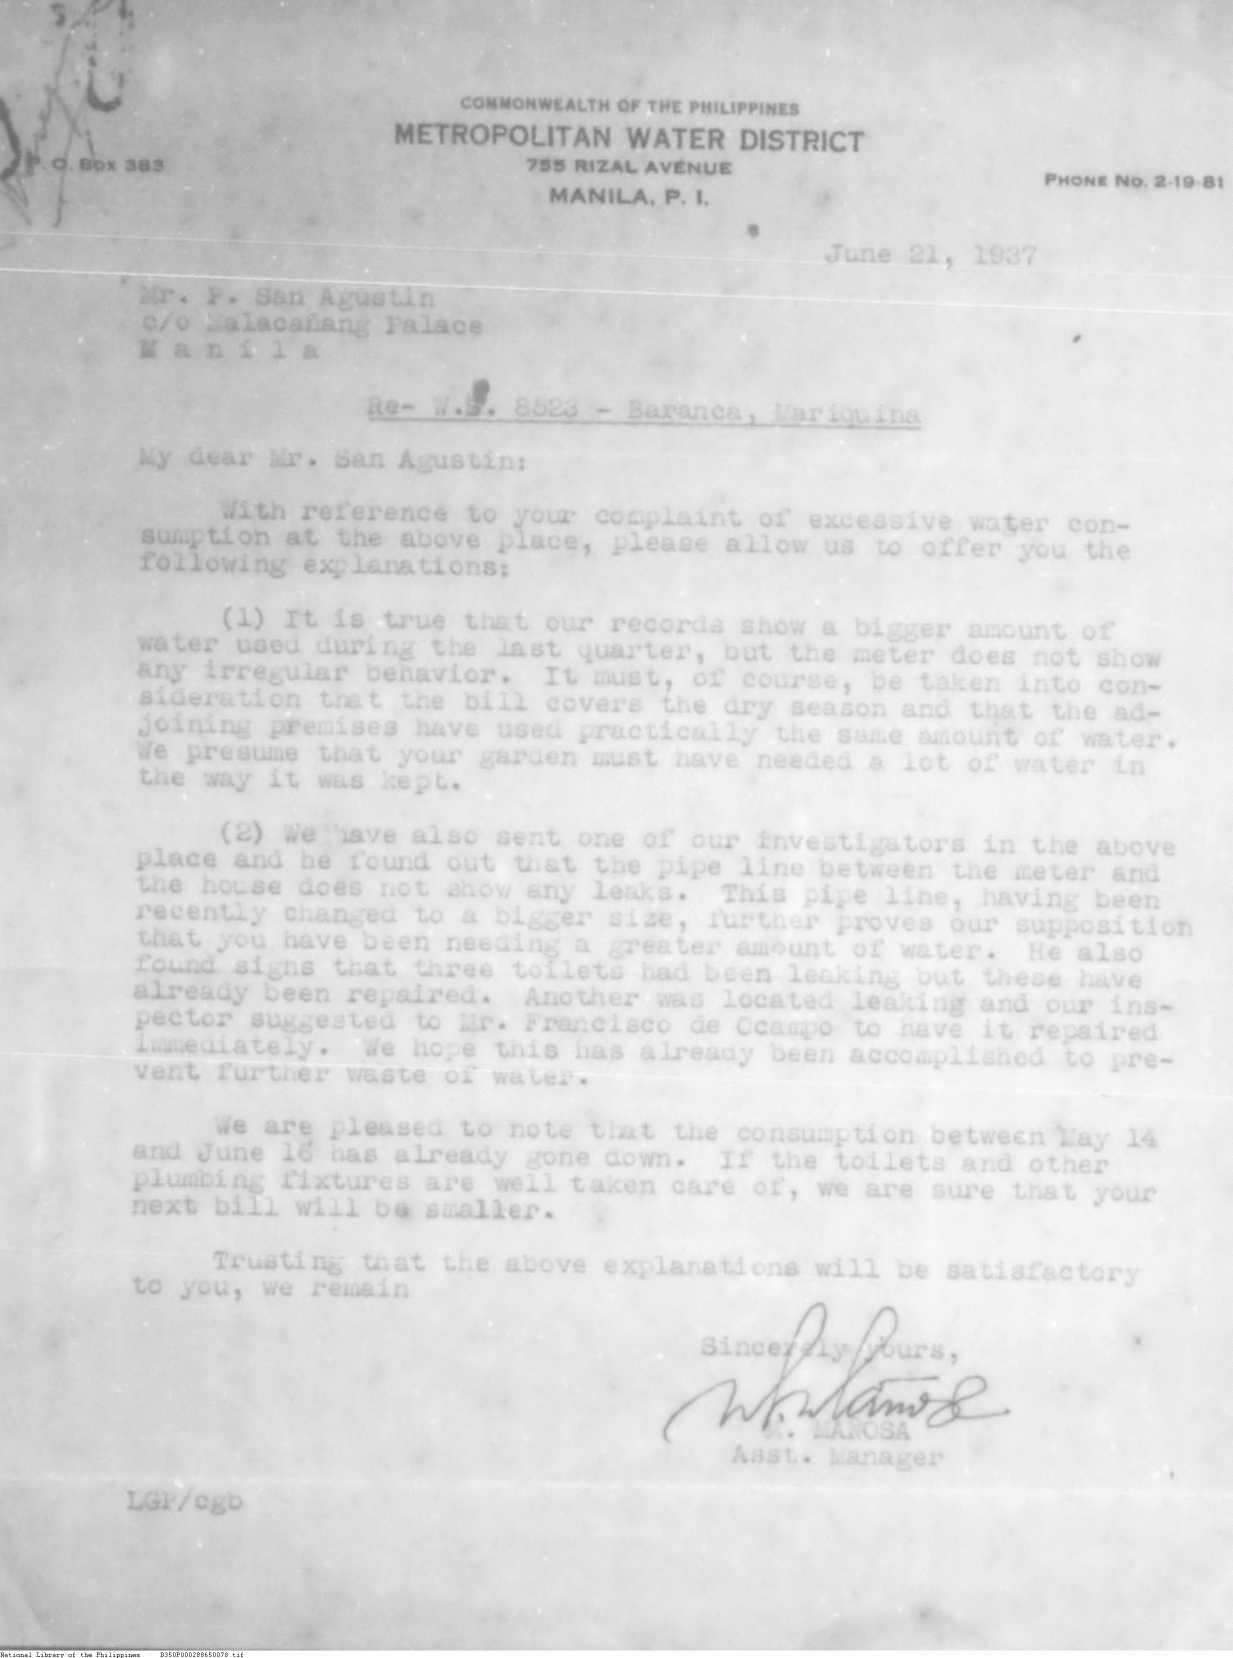 COMMONWEALTH OF THE PHILIPPINES
METROPOLITAN WATER DISTRICT
755 RIZAL AVENUE
MANILA, P. I.
P. O. Box 383
PHONE No. 2-19-81
June 21, 1937
Mr. P. San Agustin
c/o Malacañang Palace
M a n i l a
Re- W.S. 8523 - Baranca, Mariquina
My dear Mr. San Agustin:
With reference to your complaint of excessive water con-
sumption at the above place, please allow us to offer you the
following explanations:
(1) It is true that our records show a bigger amount of
water used during the last quarter, but the meter does not show
any irregular behavior. It must, of course, be taken into con-
sideration that the bill covers the dry season and that the ad-
joining premises have used practically the same amount of water.
We presume that your garden must have needed a lot of water in
the way it was kept.
(2) We have also sent one of our investigators in the above
place and he found out that the pipe line between the meter and
the house does not show any leaks. This pipe line, having been
recently changed to a bigger size, further proves our supposition
that you have been needing a greater amount of water. He also
found signs that three toilets had been leaking but these have
already been repaired. Another was located leaking and our ins-
pector suggested to Mr. Francisco de Ocampo to have it repaired
immediately. We hope this has already been accomplished to pre-
vent further waste of water.
We are pleased to note that the consumption between May 14
and June 16 has already gone down. If the toilets and other
plumbing fixtures are well taken care of, we are sure that your
next bill will be smaller.
Trusting that the above explanations will be satisfactory
to you, we remain
Sincerely yours,
MAÑOSA
Asst. Manager
LGP/cgb
National Library of the Philippines B350P000288650078.tif